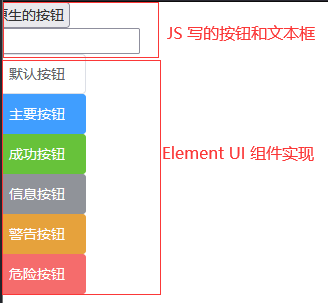 原生的按钮
JS 写的按钮和文本框
默认按钮
主要按钮
成功按钮
Element UI 组件实现
信息按钮
警告按钮
危险按钮